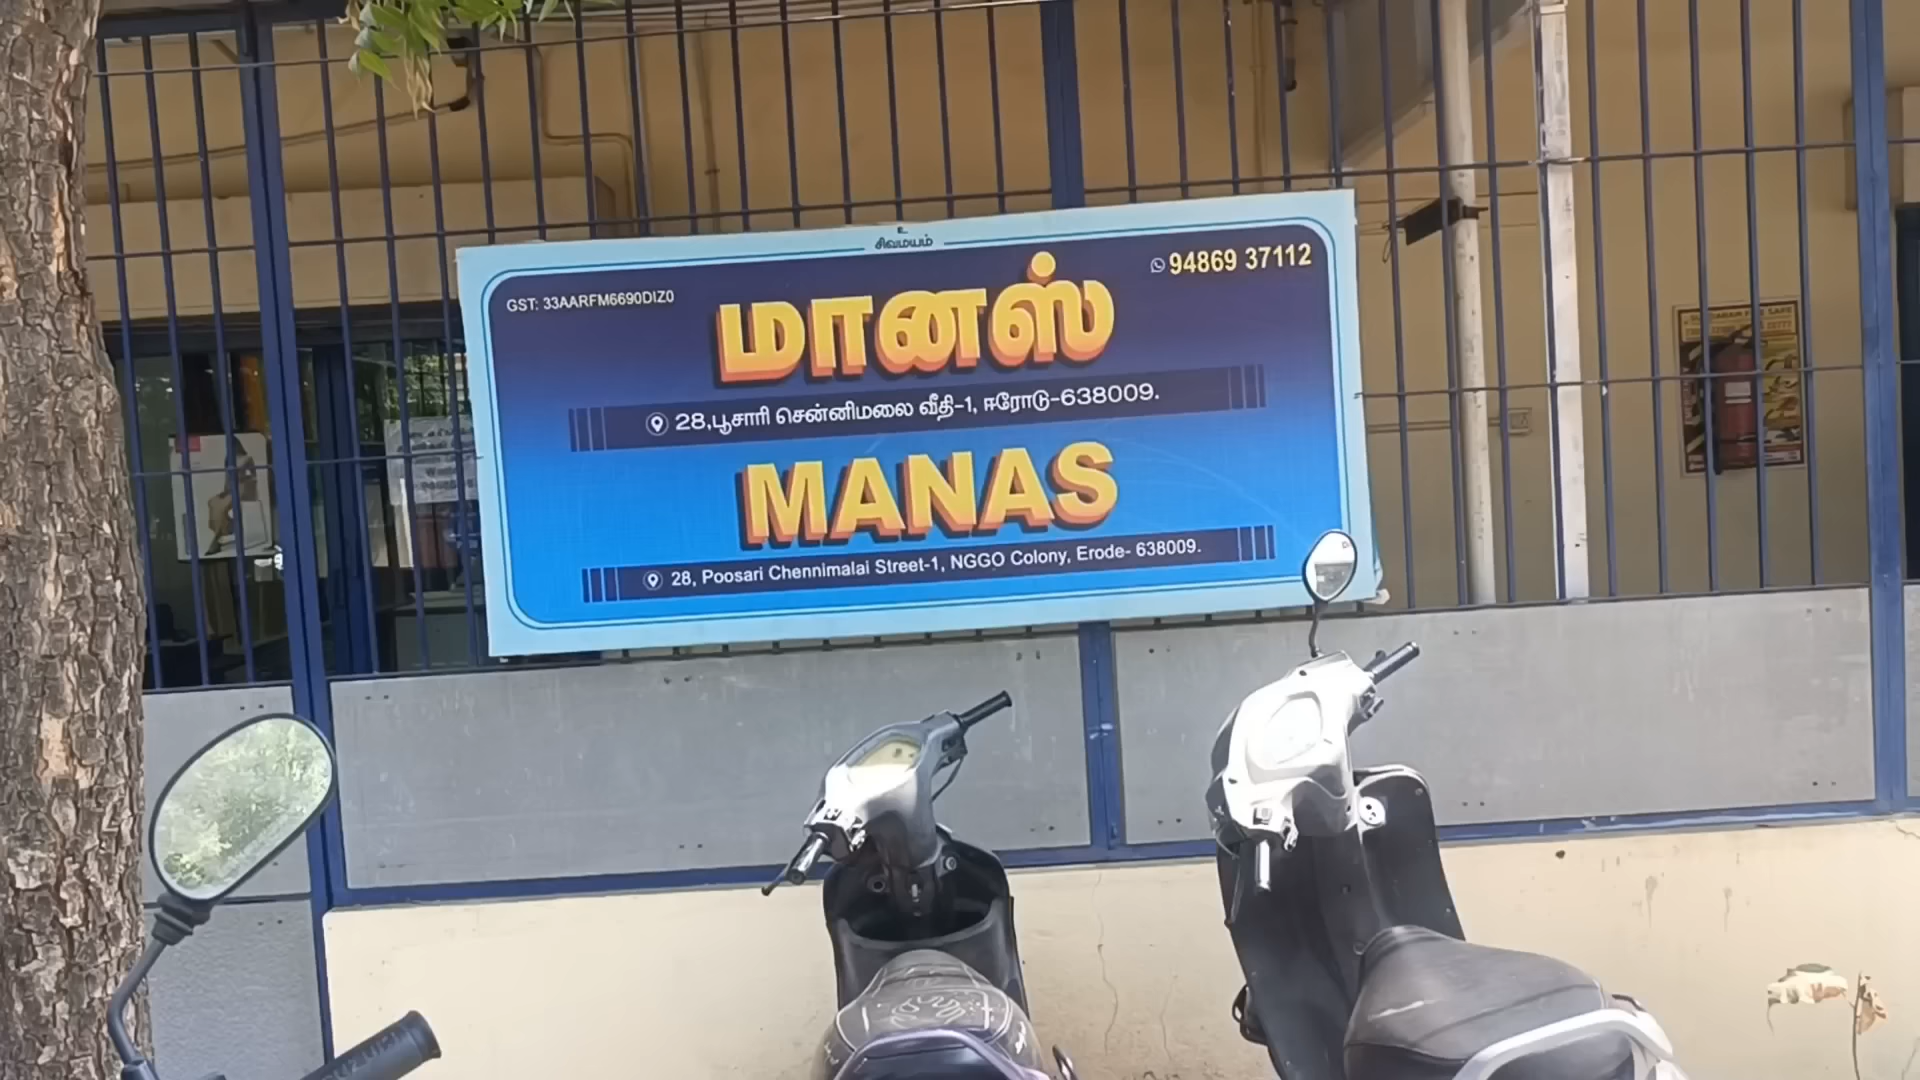 உ
சிவமயம்
GST: 33AARFM6690DIZ0
94869 37112
மானஸ்
28,பூசாரி சென்னிமலை வீதி-1, ஈரோடு-638009.
MANAS
28, Poosari Chennimalai Street-1, NGGO Colony, Erode- 638009.
SUZUKI